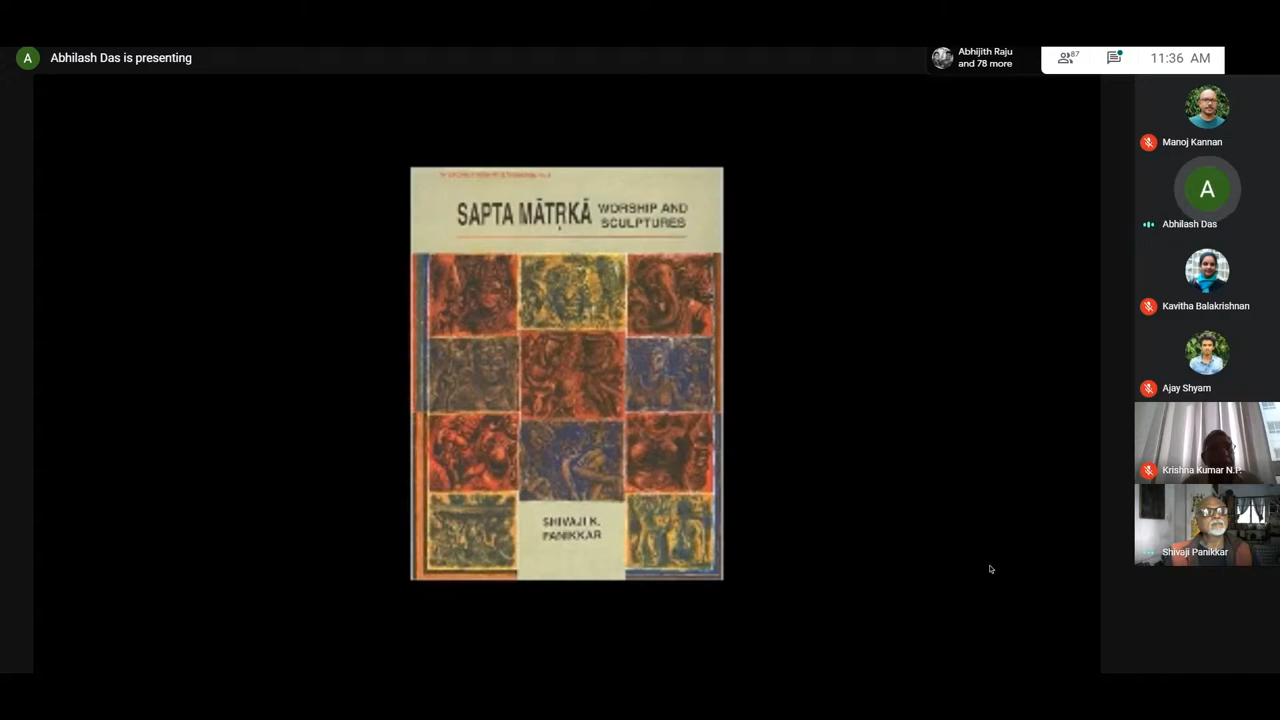 A
Abhilash Das is presenting
Abhijith Raju
and 78 more
87
11:36 AM
SAPTA MĀTṚKĀ
WORSHIP AND
SCULPTURES
SHIVAJI K.
PANIKKAR
Manoj Kannan
A
Abhilash Das
Kavitha Balakrishnan
Ajay Shyam
Krishna Kumar N.P.
Shivaji Panikkar